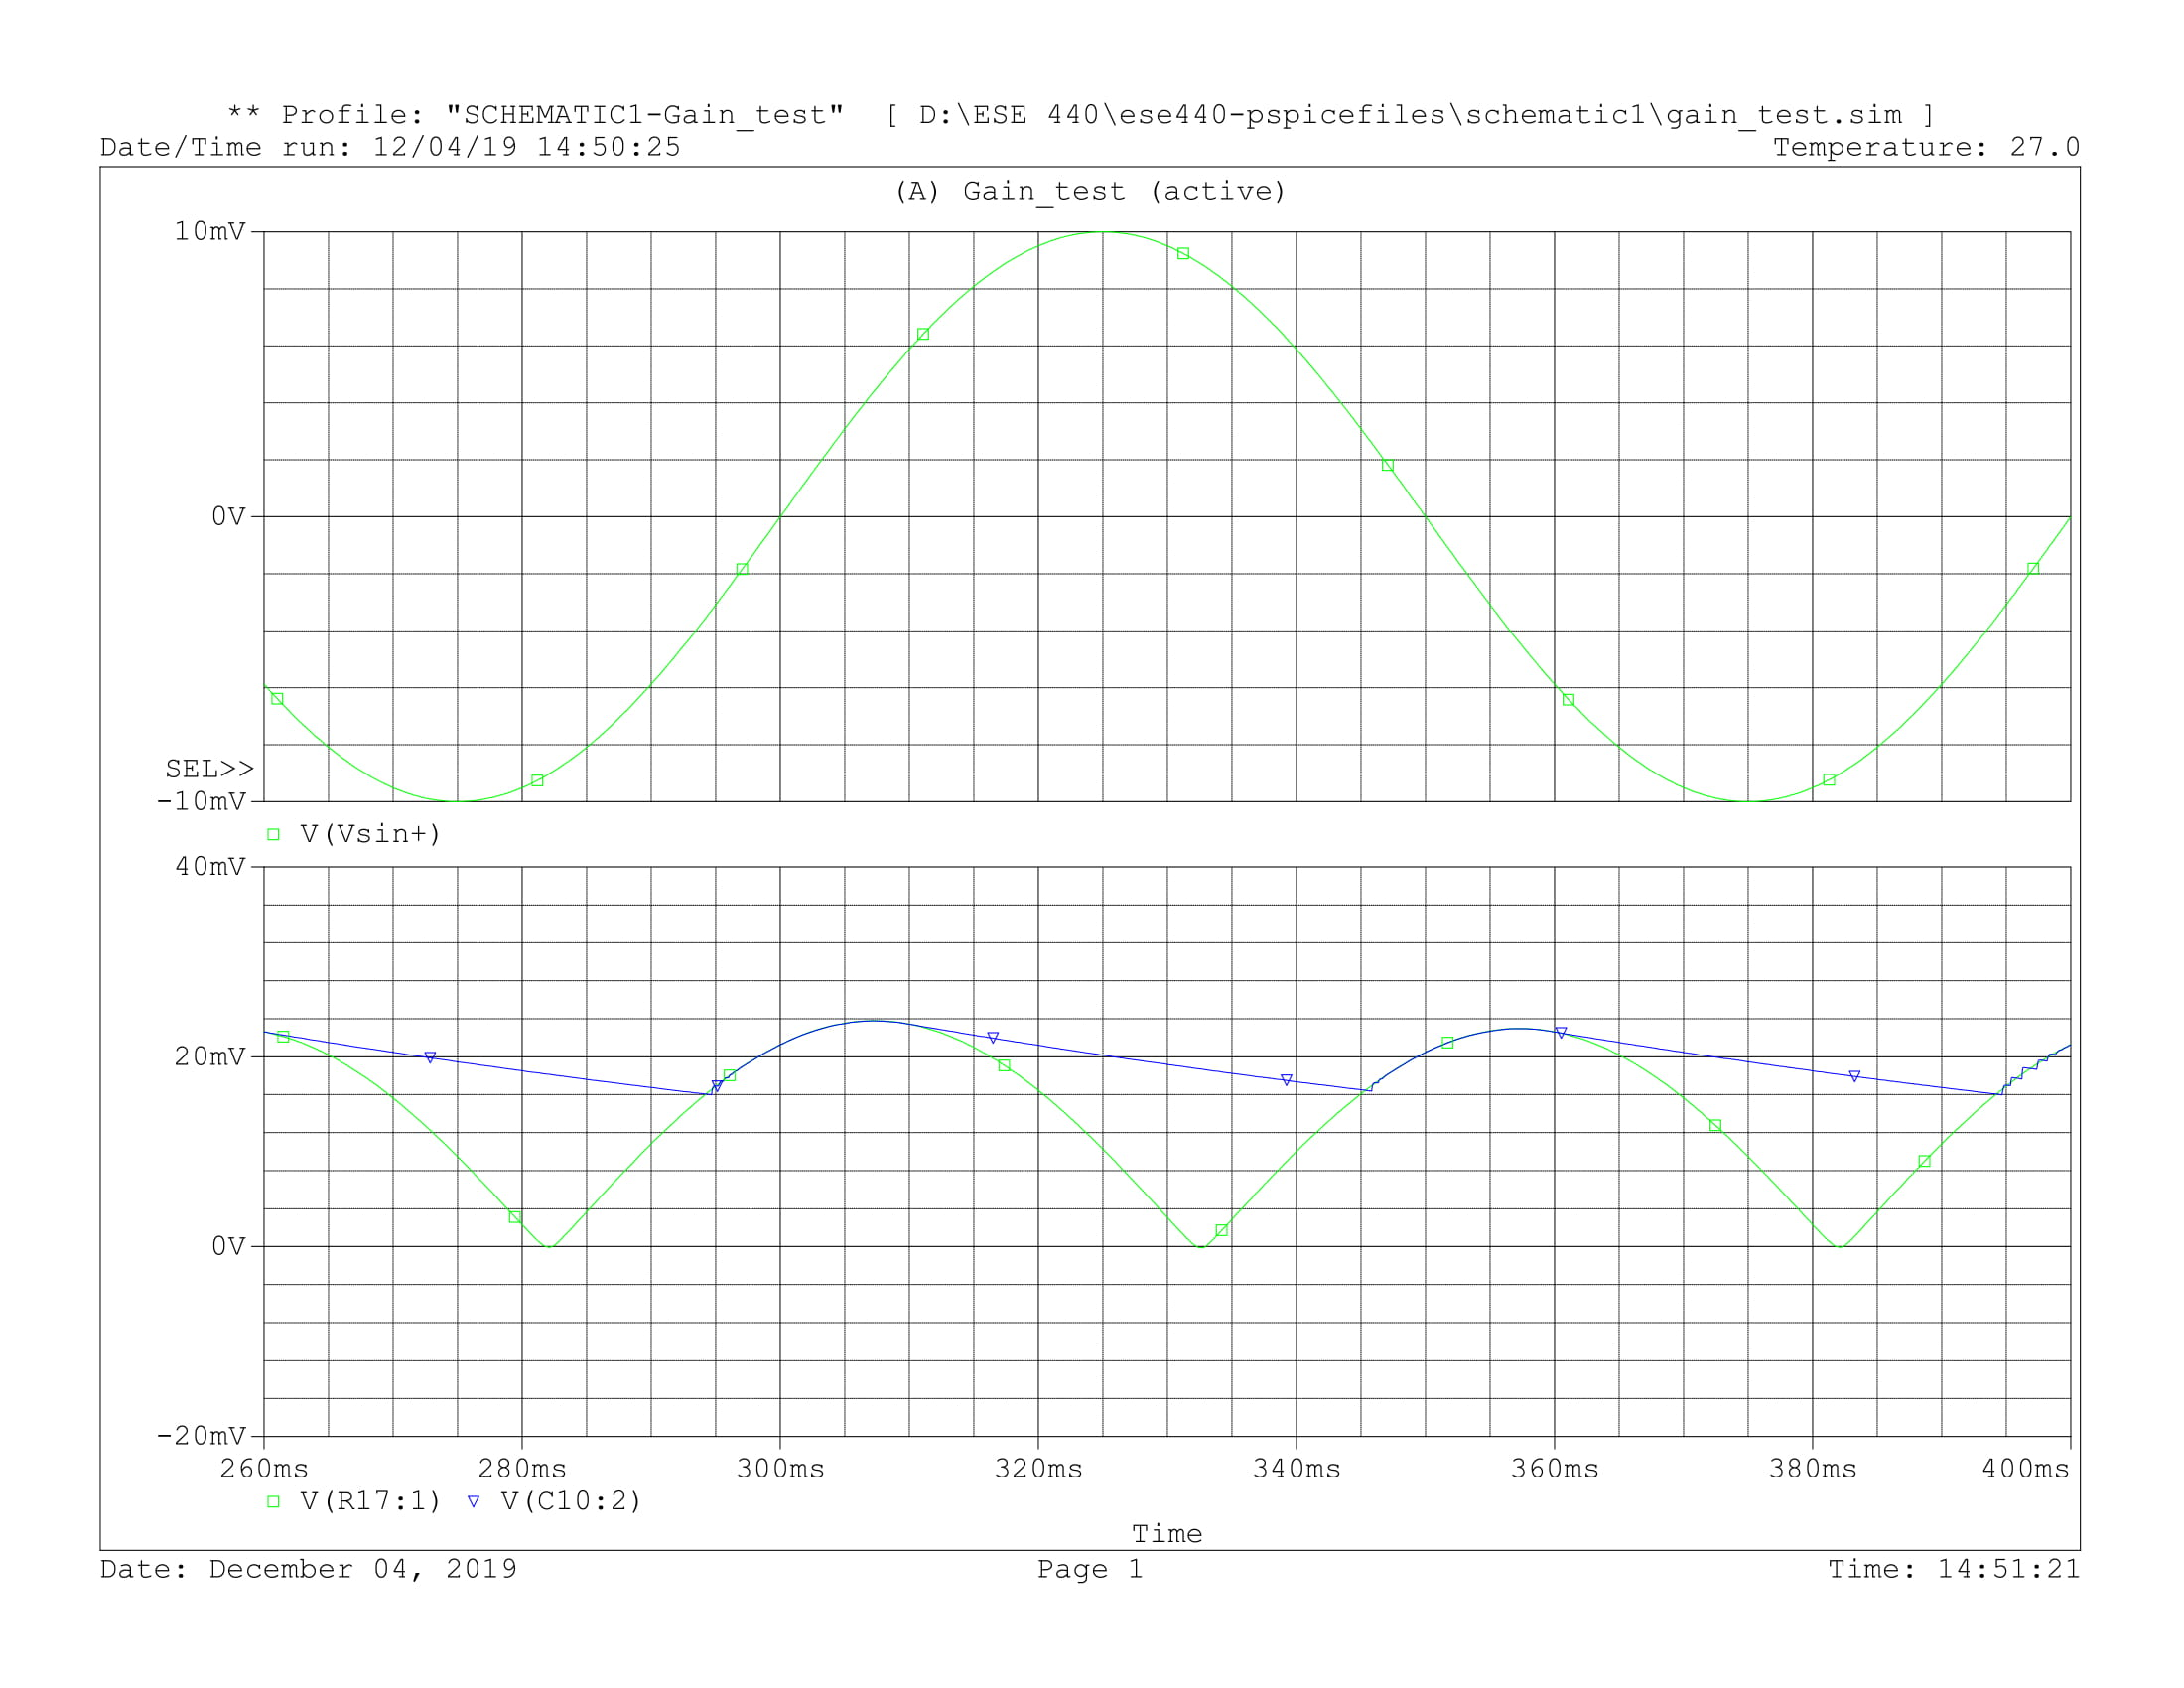 ** Profile: "SCHEMATIC1-Gain_test"  [ D:\ESE 440\ese440-pspicefiles\schematic1\gain_test.sim ]
Date/Time run: 12/04/19 14:50:25 Temperature: 27.0
(A) Gain_test (active)
10mV
0V
SEL>>
-10mV
V(Vsin+)
40mV
20mV
0V
-20mV
260ms 280ms 300ms 320ms 340ms 360ms 380ms 400ms
V(R17:1) V(C10:2)
Time
Date: December 04, 2019 Page 1 Time: 14:51:21